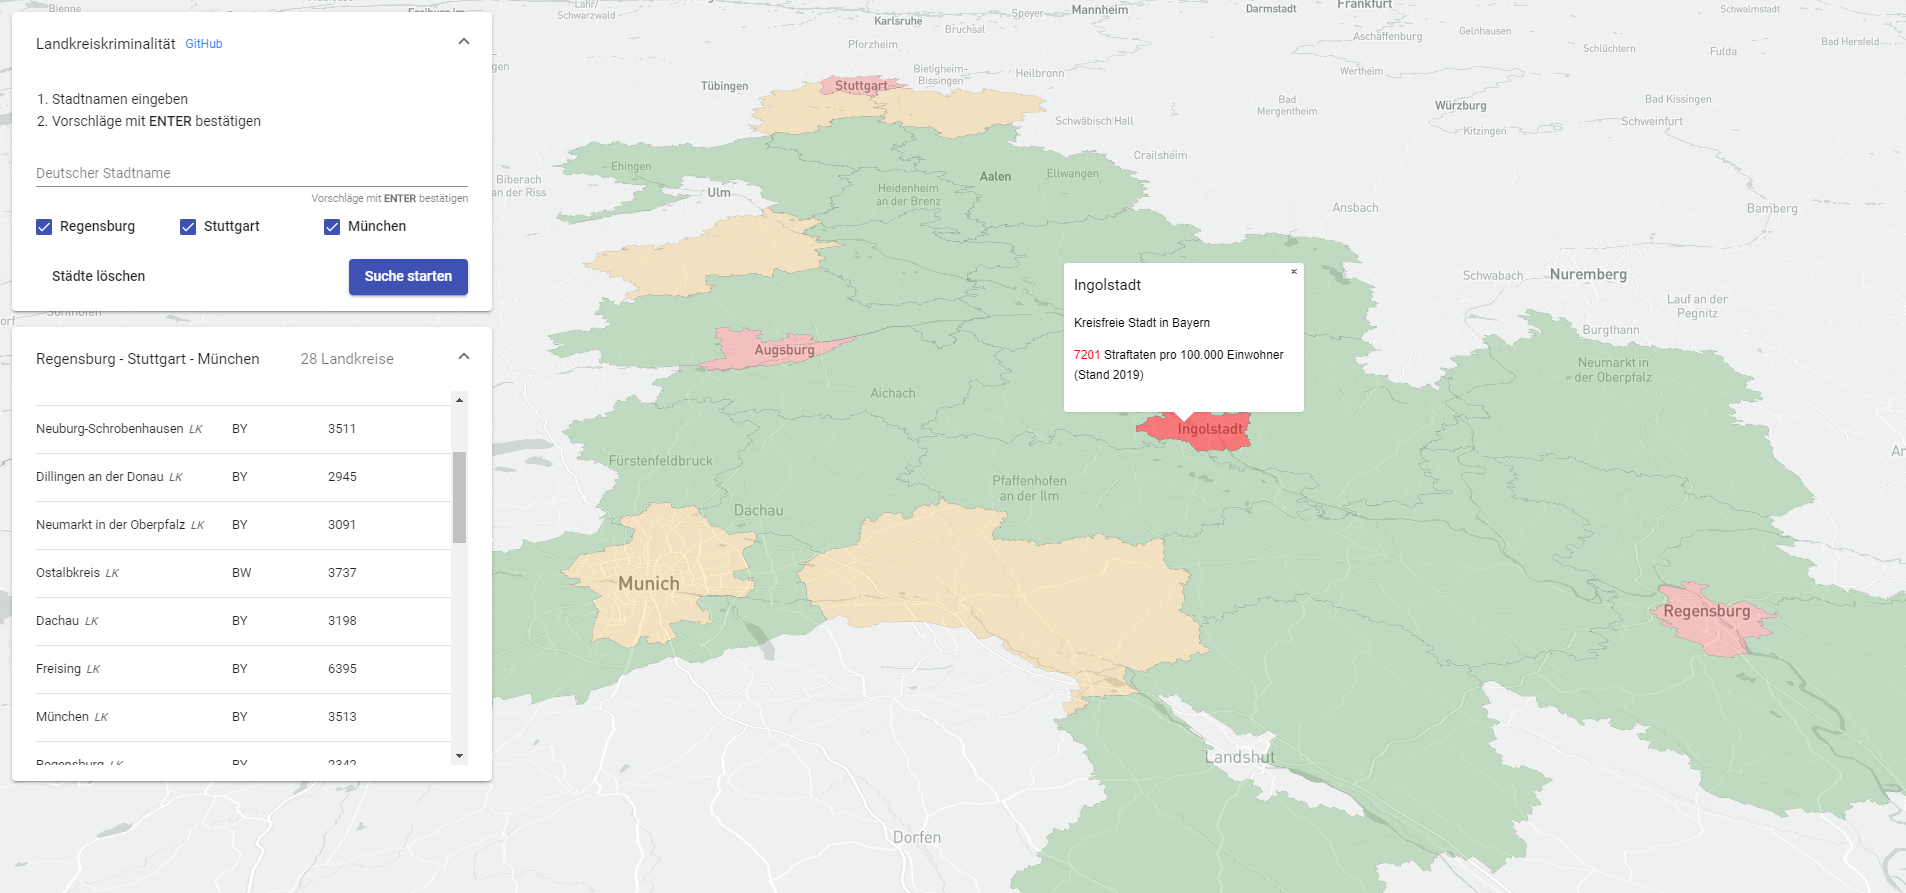 Landkreiskriminalität GitHub
1. Stadtnamen eingeben
2. Vorschläge mit ENTER bestätigen
Deutscher Stadtname
Vorschläge mit ENTER bestätigen
Regensburg
Stuttgart
München
Städte löschen
Suche starten
Regensburg - Stuttgart - München
28 Landkreise
Neuburg-Schrobenhausen LK BY 3511
Dillingen an der Donau LK BY 2945
Neumarkt in der Oberpfalz LK BY 3091
Ostalbkreis LK BW 3737
Dachau LK BY 3198
Freising LK BY 6395
München LK BY 3513
Regensburg LK BY 2342
Ingolstadt
×
Kreisfreie Stadt in Bayern
7201 Straftaten pro 100.000 Einwohner
(Stand 2019)
Bienne
Lahr/
Schwarzwald
Karlsruhe
Speyer
Mannheim
Darmstadt
Frankfurt
Schwalmstadt
Bruchsal
Pforzheim
Aschaffenburg
Gelnhausen
Schlüchtern
Fulda
Bad Hersfeld
Bietigheim-
Bissingen
Heilbronn
Wertheim
Tübingen
Stuttgart
Schwäbisch Hall
Bad
Mergentheim
Würzburg
Kitzingen
Bad Kissingen
Schweinfurt
Crailsheim
Ehingen
Biberach
an der Riss
Ulm
Heidenheim
an der Brenz
Aalen
Ellwangen
Ansbach
Bamberg
Schwabach
Nuremberg
Lauf an der
Pegnitz
Burgthann
Neumarkt in
der Oberpfalz
Augsburg
Aichach
Ingolstadt
Fürstenfeldbruck
Pfaffenhofen
an der Ilm
Dachau
Munich
Regensburg
Landshut
Dorfen